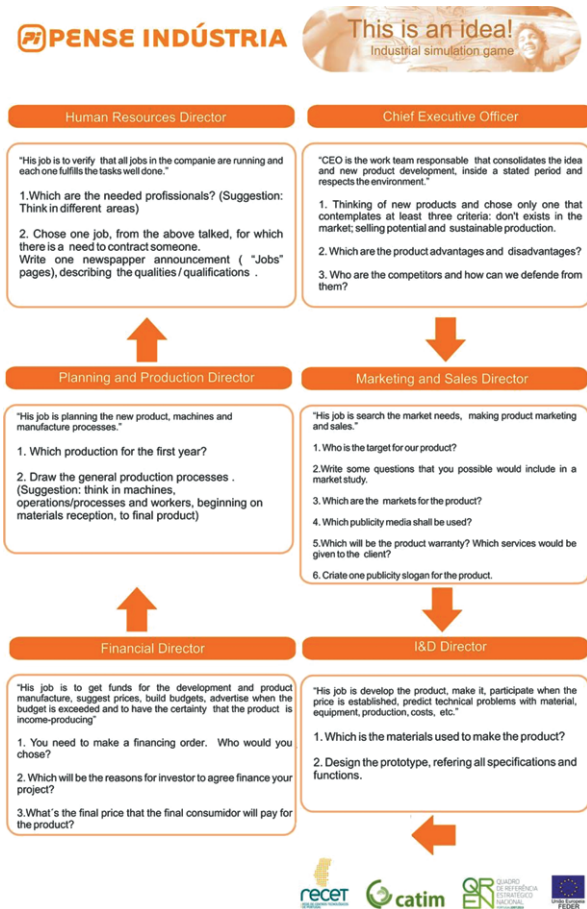 Pi PENSE INDÚSTRIA
This is an idea!
Industrial simulation game
Human Resources Director
"His job is to verify that all jobs in the companie are running and
each one fulfills the tasks well done."
1.Which are the needed profissionals? (Suggestion:
Think in different areas)
2. Chose one job, from the above talked, for which
there is a need to contract someone.
Write one newspapper announcement ( "Jobs"
pages), describing the qualities / qualifications .
Chief Executive Officer
"CEO is the work team responsable that consolidates the idea
and new product development, inside a stated period and
respects the environment."
1. Thinking of new products and chose only one that
contemplates at least three criteria: don't exists in the
market; selling potential and sustainable production.
2. Which are the product advantages and disadvantages?
3. Who are the competitors and how can we defende from
them?
Planning and Production Director
"His job is planning the new product, machines and
manufacture processes."
1. Which production for the first year?
2. Draw the general production processes .
(Suggestion: think in machines,
operations/processes and workers, beginning on
materials reception, to final product)
Marketing and Sales Director
"His job is search the market needs, making product marketing
and sales."
1. Who is the target for our product?
2.Write some questions that you possible would include in a
market study.
3. Which are the markets for the product?
4. Which publicity media shall be used?
5.Which will be the product warranty? Which services would be
given to the client?
6. Criate one publicity slogan for the product.
Financial Director
"His job is to get funds for the development and product
manufacture, suggest prices, build budgets, advertise when the
budget is exceeded and to have the certainty that the product is
income-producing"
1. You need to make a financing order. Who would you
chose?
2. Which will be the reasons for investor to agree finance your
project?
3.What´s the final price that the final consumidor will pay for
the product?
I&D Director
"His job is develop the product, make it, participate when the
price is established, predict technical problems with material,
equipment, production, costs, etc."
1. Which is the materials used to make the product?
2. Design the prototype, refering all specifications and
functions.
recet
catim
QREN
QUADRO
DE REFERÊNCIA
ESTRATÉGICO
NACIONAL
União Europeia
FEDER